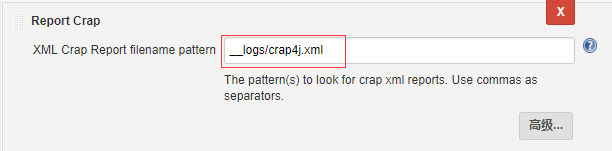 X
Report Crap
XML Crap Report filename pattern __logs/crap4j.xml ?
The pattern(s) to look for crap xml reports. Use commas as
separators.
高级...